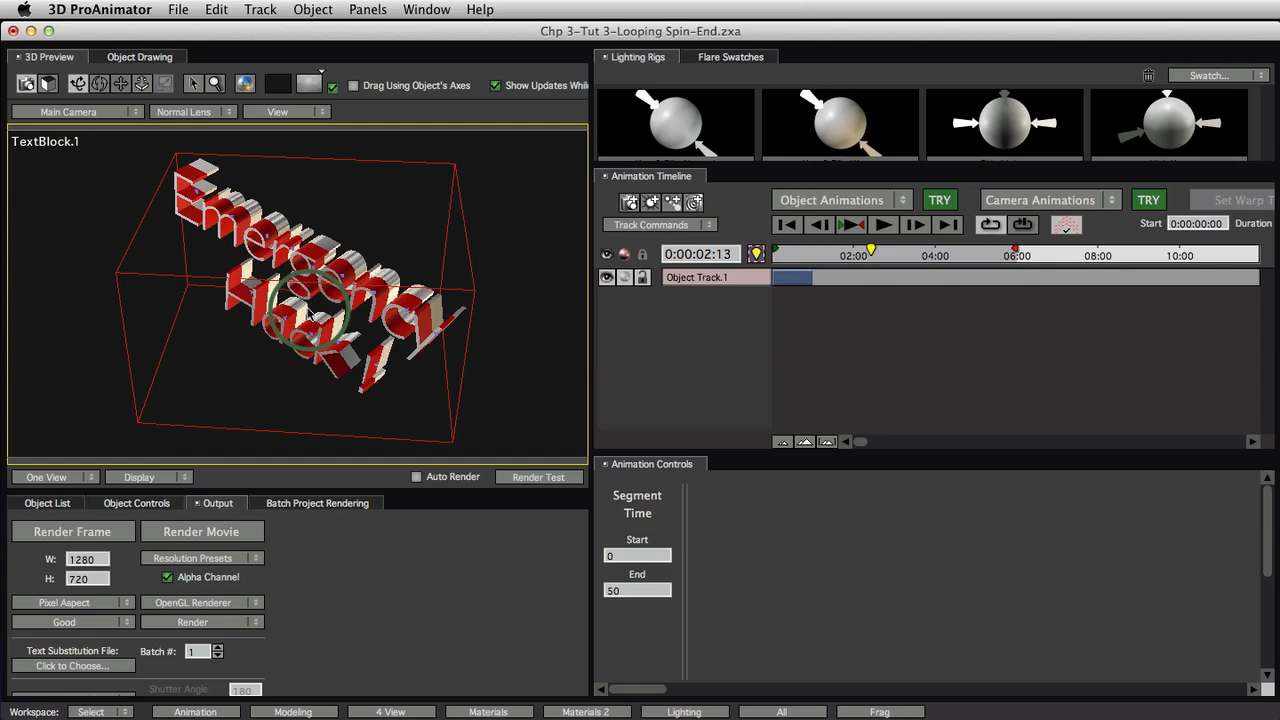 3D ProAnimator File Edit Track Object Panels Window Help
Chp 3-Tut 3-Looping Spin-End.zxa
3D Preview Object Drawing
Lighting Rigs Flare Swatches
Drag Using Object's Axes Show Updates Whil
Swatch...
Main Camera Normal Lens View
TextBlock.1
Emergency
Hack!
Animation Timeline
Object Animations TRY Camera Animations TRY Set Warp T
Track Commands
Start 0:00:00:00 Duration
0:00:02:13 02:00 04:00 06:00 08:00 10:00
Object Track.1
One View Display Auto Render Render Test
Animation Controls
Object List Object Controls Output Batch Project Rendering
Segment
Time
Start
0
End
50
Render Frame Render Movie
W: 1280 Resolution Presets
H: 720 Alpha Channel
Pixel Aspect OpenGL Renderer
Good Render
Text Substitution File: Batch #: 1
Click to Choose...
Shutter Angle 180
Workspace: Select Animation Modeling 4 View Materials Materials 2 Lighting All Frag